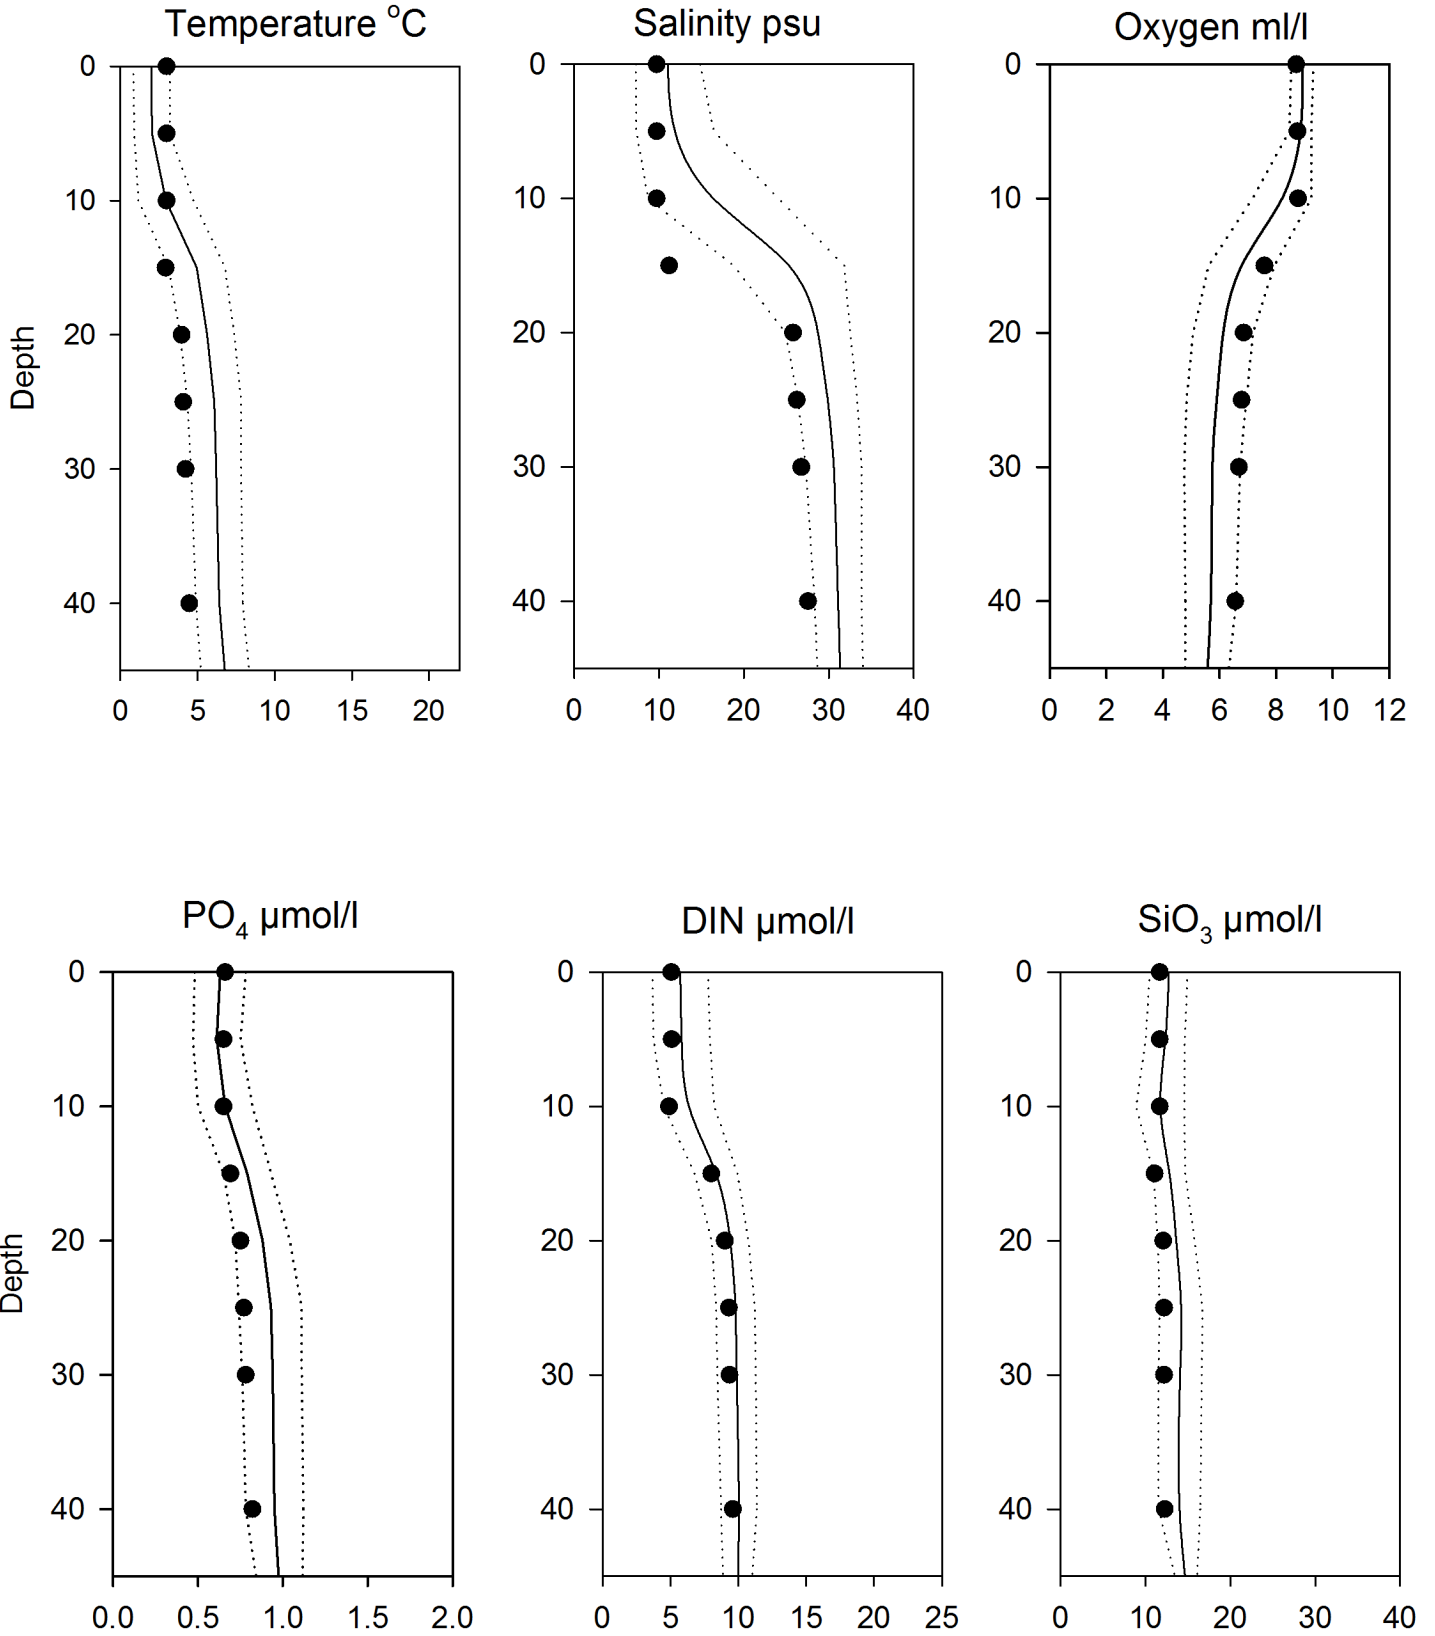 Temperature °C
Salinity psu
Oxygen ml/l
0
10
20
30
40
Depth
0 5 10 15 20
0
10
20
30
40
0 10 20 30 40
0
10
20
30
40
0 2 4 6 8 10 12
PO4 µmol/l
DIN µmol/l
SiO3 µmol/l
0
10
20
30
40
Depth
0.0 0.5 1.0 1.5 2.0
0
10
20
30
40
0 5 10 15 20 25
0
10
20
30
40
0 10 20 30 40